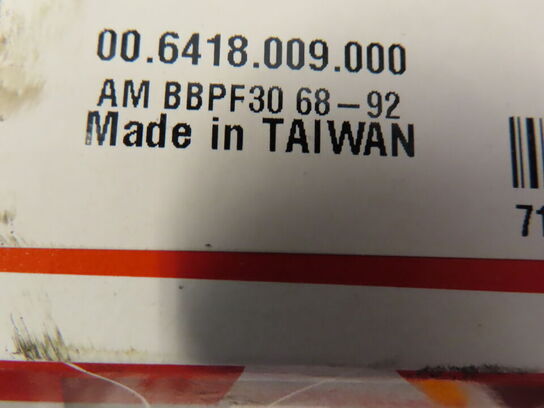 00.6418.009.000
AM BBPF30 68-92
Made in TAIWAN
71